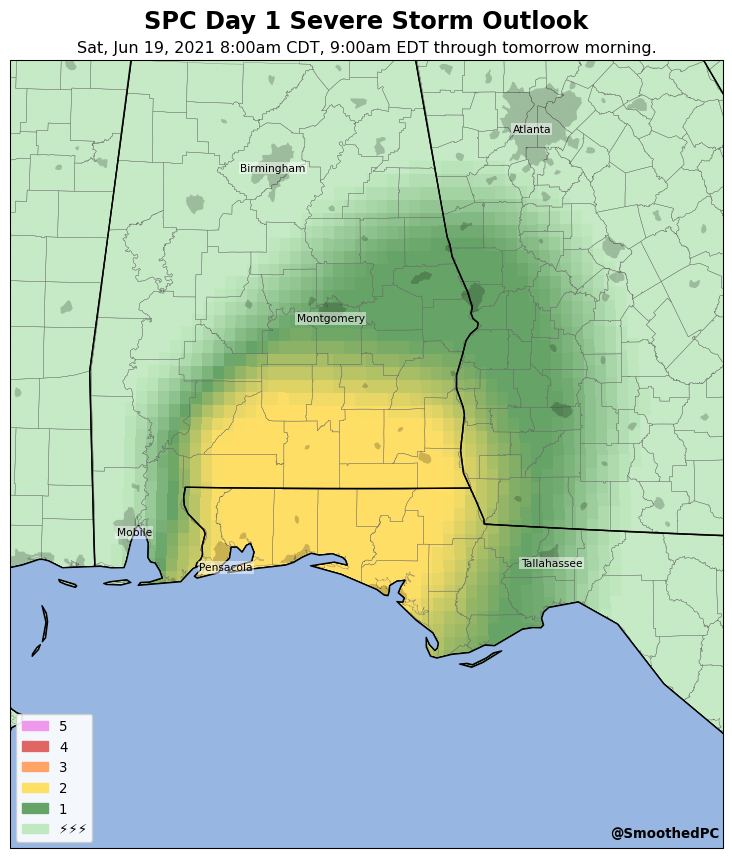 SPC Day 1 Severe Storm Outlook
Sat, Jun 19, 2021 8:00am CDT, 9:00am EDT through tomorrow morning.
Atlanta
Birmingham
Montgomery
Mobile
Tallahassee
Pensacola
5
4
3
2
1
⚡⚡⚡
@SmoothedPC